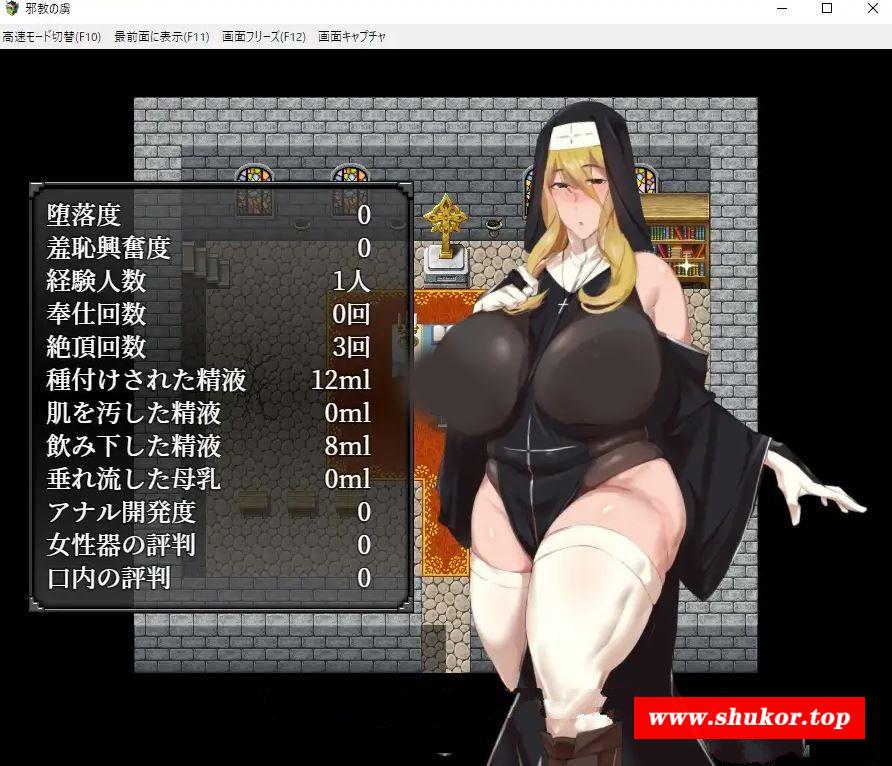 邪教の虜
高速モード切替(F10) 最前面に表示(F11) 画面フリーズ(F12) 画面キャプチャ
堕落度 0
羞恥興奮度 0
経験人数 1人
奉仕回数 0回
絶頂回数 3回
種付けされた精液 12ml
肌を汚した精液 0ml
飲み下した精液 8ml
垂れ流した母乳 0ml
アナル開発度 0
女性器の評判 0
口内の評判 0
www.shukor.top